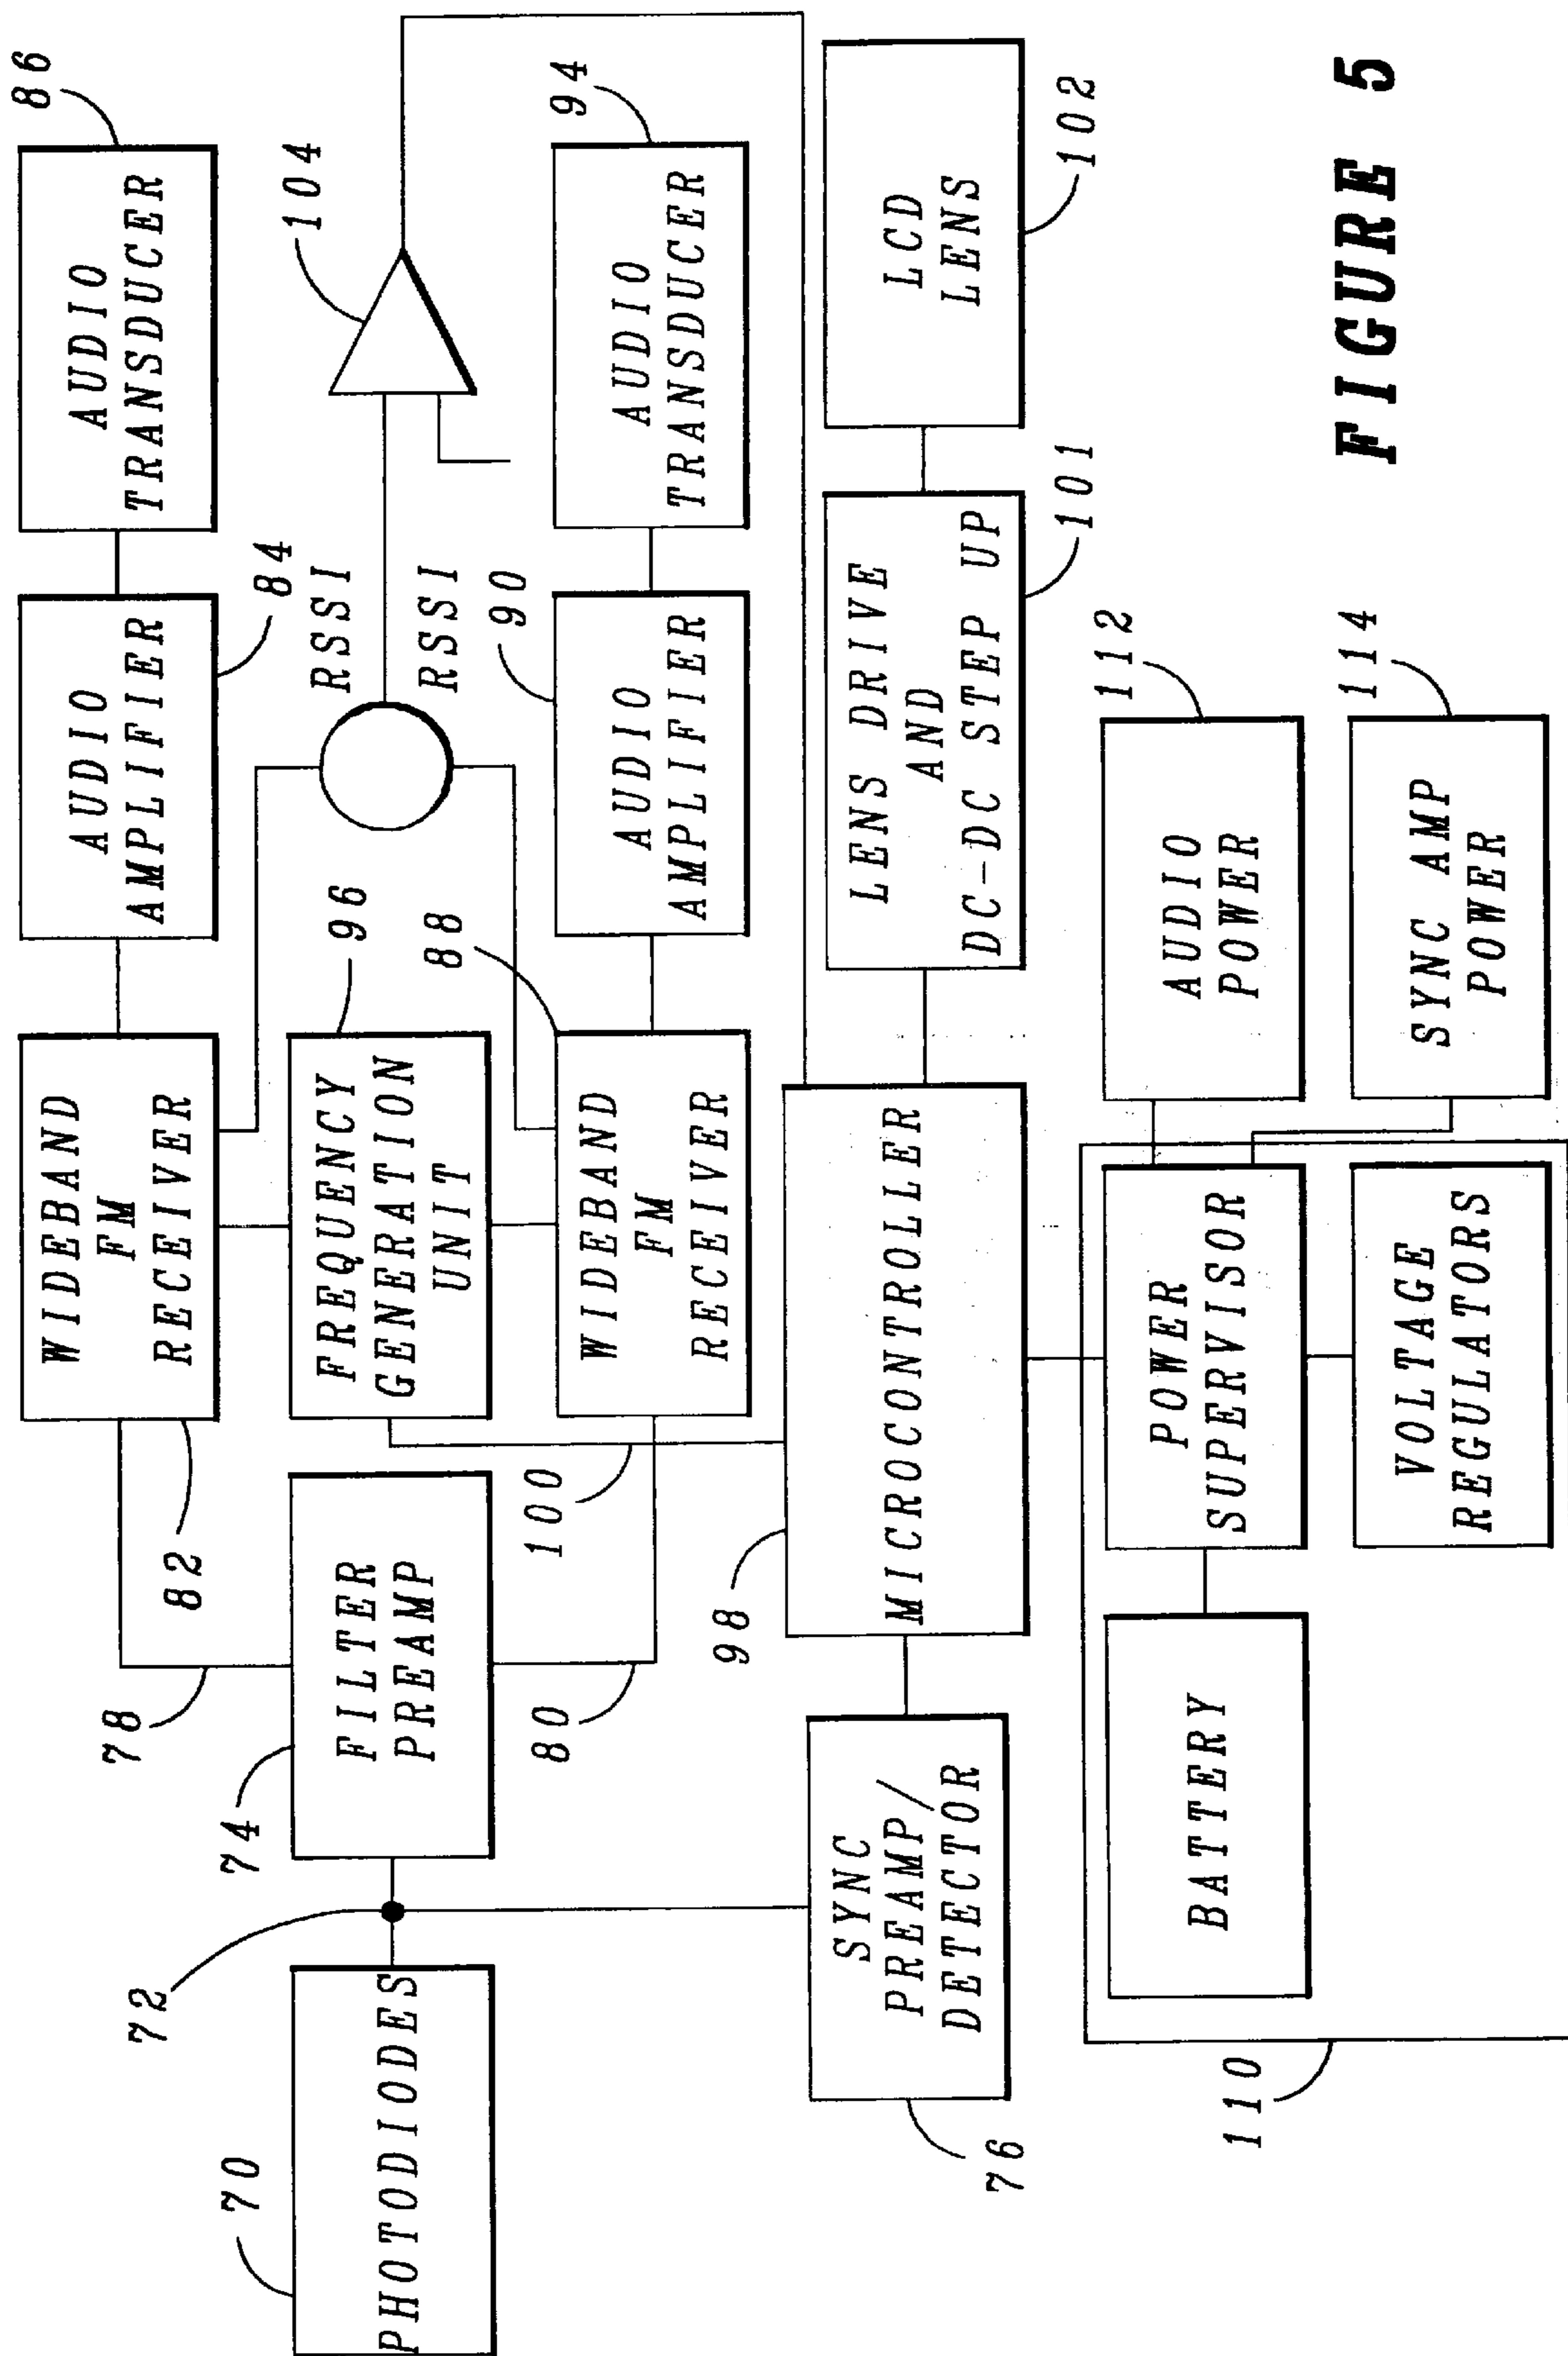 86
AUDIO
TRANSDUCER
84
AUDIO
AMPLIFIER
WIDEBAND
FM
RECEIVER
82
78
104
RSSI
RSSI
96
FREQUENCY
GENERATION
UNIT
FILTER
PREAMP
74
72
PHOTODIODES
70
94
AUDIO
TRANSDUCER
90
AUDIO
AMPLIFIER
88
WIDEBAND
FM
RECEIVER
100
80
LCD
LENS
102
LENS DRIVE
AND
DC-DC STEP UP
101
MICROCONTROLLER
98
SYNC
PREAMP/
DETECTOR
76
AUDIO
POWER
112
POWER
SUPERVISOR
BATTERY
110
SYNC AMP
POWER
114
VOLTAGE
REGULATORS
FIGURE 5